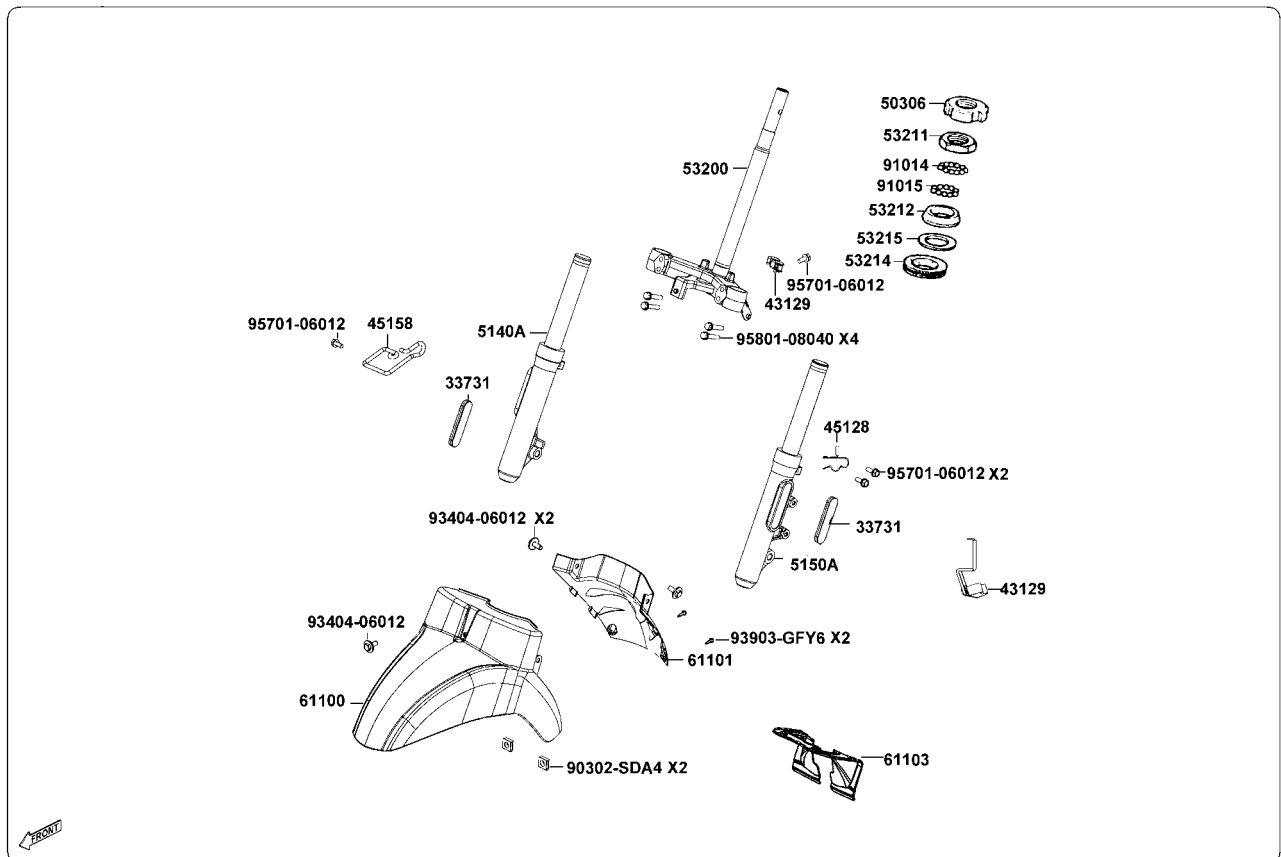 50306
53211
91014
91015
53212
53215
53214
53200
95701-06012
43129
95801-08040 X4
95701-06012
45158
5140A
33731
45128
95701-06012 X2
33731
5150A
43129
93404-06012 X2
93903-GFY6 X2
61101
93404-06012
61100
90302-SDA4 X2
61103
FRONT